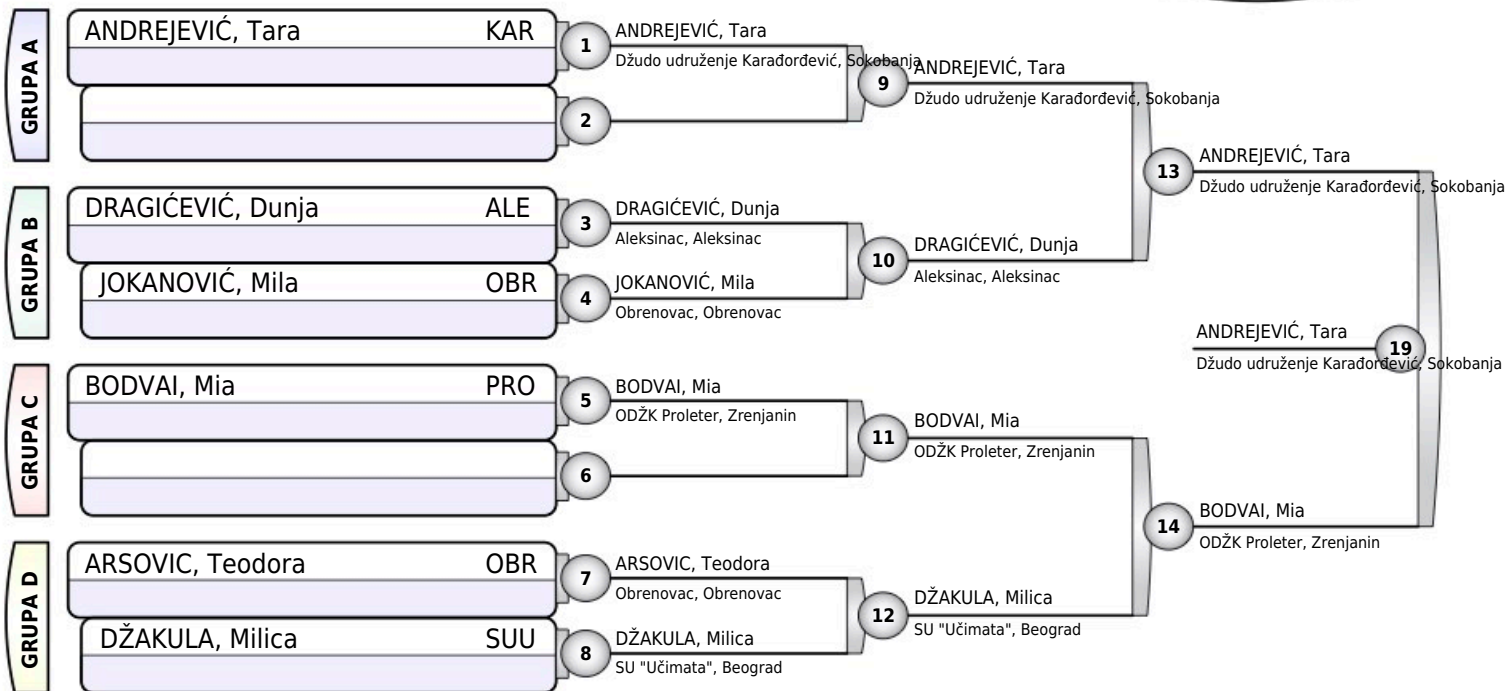 GRUPA A
ANDREJEVIĆ, Tara KAR
1
ANDREJEVIĆ, Tara
Džudo udruženje Karađorđević, Sokobanja
2
9
ANDREJEVIĆ, Tara
Džudo udruženje Karađorđević, Sokobanja
GRUPA B
DRAGIĆEVIĆ, Dunja ALE
3
DRAGIĆEVIĆ, Dunja
Aleksinac, Aleksinac
JOKANOVIĆ, Mila OBR
4
JOKANOVIĆ, Mila
Obrenovac, Obrenovac
10
DRAGIĆEVIĆ, Dunja
Aleksinac, Aleksinac
13
ANDREJEVIĆ, Tara
Džudo udruženje Karađorđević, Sokobanja
GRUPA C
BODVAI, Mia PRO
5
BODVAI, Mia
ODŽK Proleter, Zrenjanin
6
11
BODVAI, Mia
ODŽK Proleter, Zrenjanin
GRUPA D
ARSOVIC, Teodora OBR
7
ARSOVIC, Teodora
Obrenovac, Obrenovac
DŽAKULA, Milica SUU
8
DŽAKULA, Milica
SU "Učimata", Beograd
12
DŽAKULA, Milica
SU "Učimata", Beograd
14
BODVAI, Mia
ODŽK Proleter, Zrenjanin
ANDREJEVIĆ, Tara
19
Džudo udruženje Karađorđević, Sokobanja